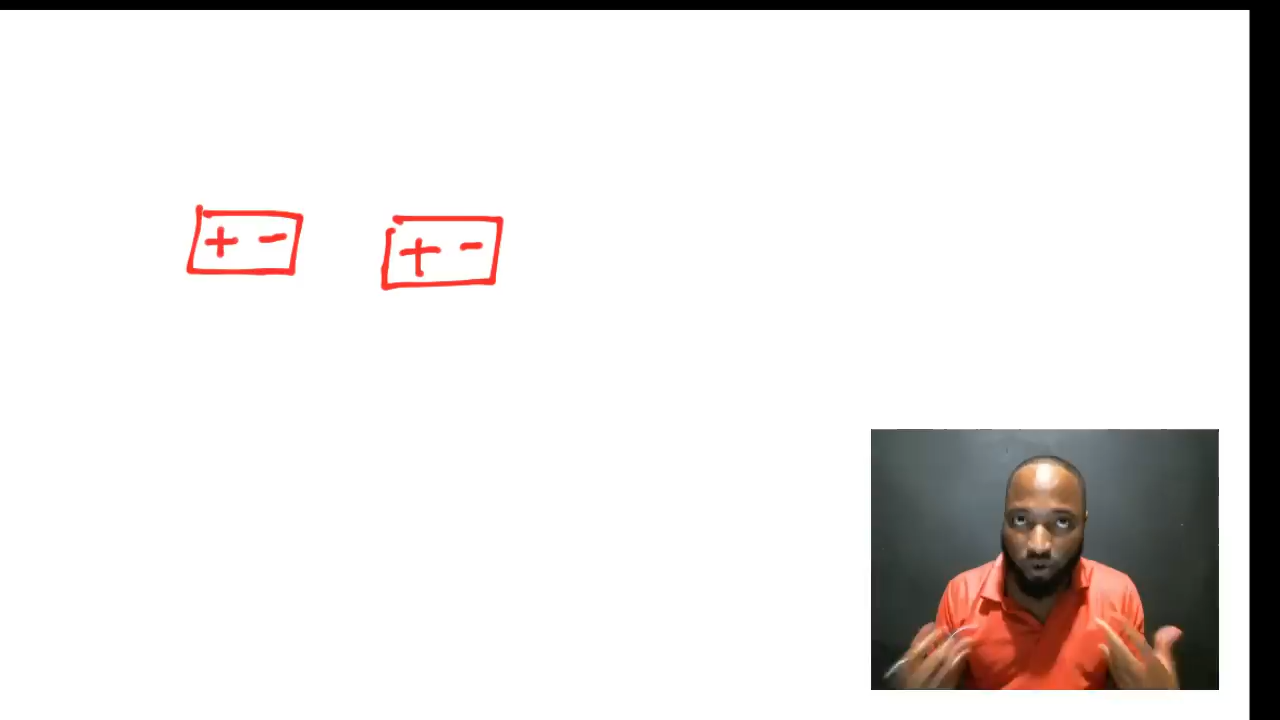 + - + -